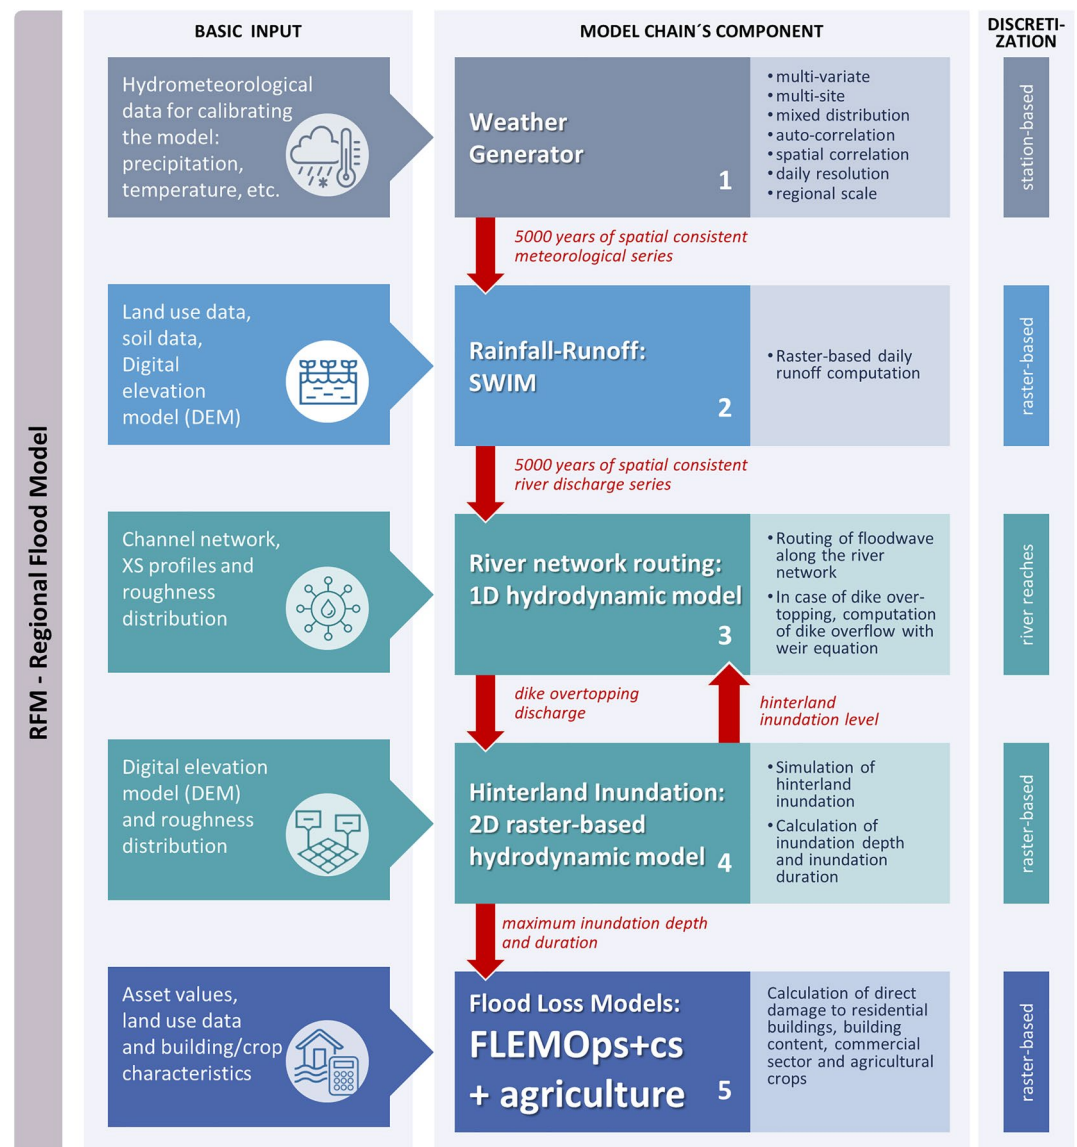 RFM - Regional Flood Model
BASIC INPUT
MODEL CHAIN´S COMPONENT
DISCRETI-
ZATION
Hydrometeorological
data for calibrating
the model:
precipitation,
temperature, etc.
Weather
Generator
1
• multi-variate
• multi-site
• mixed distribution
• auto-correlation
• spatial correlation
• daily resolution
• regional scale
station-based
5000 years of spatial consistent
meteorological series
Land use data,
soil data,
Digital
elevation
model (DEM)
Rainfall-Runoff:
SWIM
2
• Raster-based daily
runoff computation
raster-based
5000 years of spatial consistent
river discharge series
Channel network,
XS profiles and
roughness
distribution
River network routing:
1D hydrodynamic model
3
• Routing of floodwave
along the river
network
• In case of dike over-
topping, computation
of dike overflow with
weir equation
river reaches
dike overtopping
discharge
hinterland
inundation level
Digital elevation
model (DEM)
and roughness
distribution
Hinterland Inundation:
2D raster-based
hydrodynamic model
4
• Simulation of
hinterland
inundation
• Calculation of
inundation depth
and inundation
duration
raster-based
maximum inundation depth
and duration
Asset values,
land use data
and building/crop
characteristics
Flood Loss Models:
FLEMOps+cs
+ agriculture
5
Calculation of direct
damage to residential
buildings, building
content, commercial
sector and agricultural
crops
raster-based